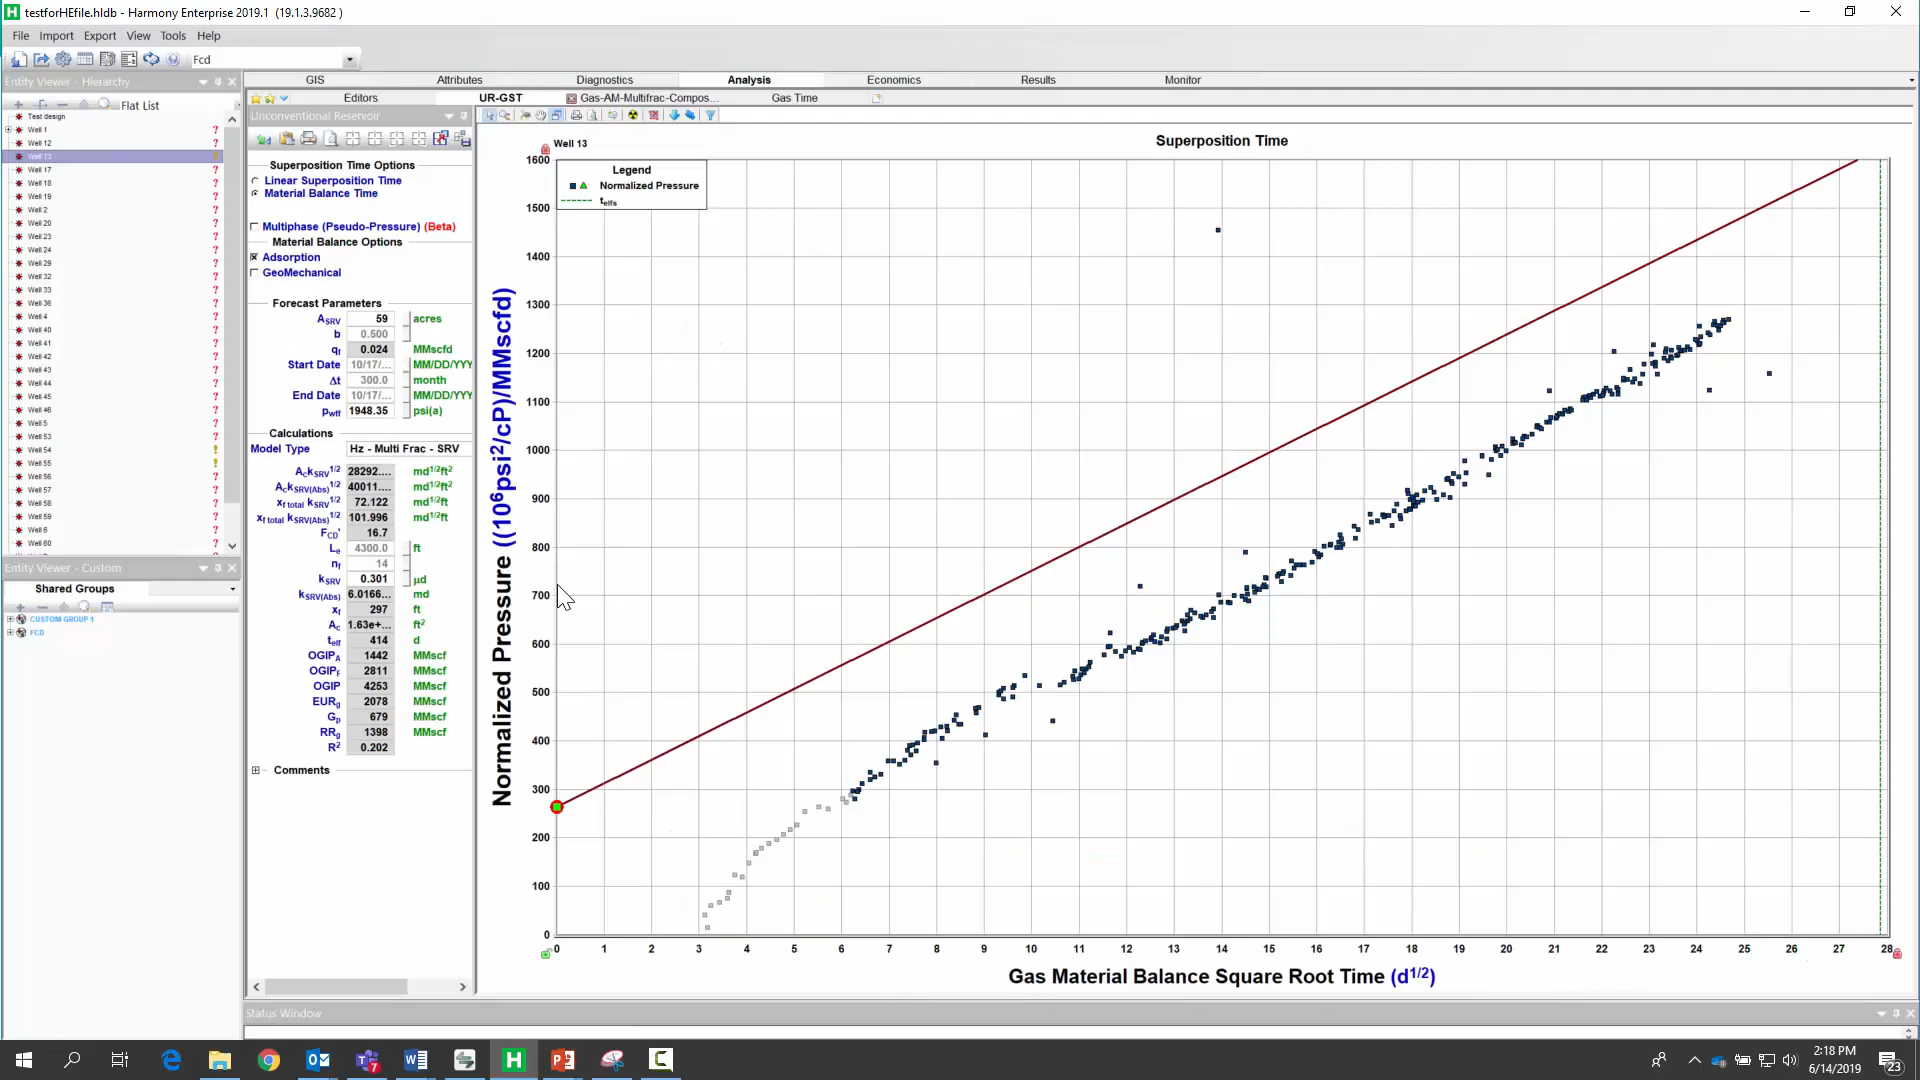 testforHEfile.hldb - Harmony Enterprise 2019.1 (19.1.3.9682 )
File Import Export View Tools Help
Fcd
Entity Viewer - Hierarchy
Flat List
Test design
Well 1 ?
Well 12 ?
Well 13 !
Well 17 ?
Well 18 ?
Well 19 ?
Well 2 ?
Well 20 ?
Well 23 ?
Well 24 ?
Well 29 ?
Well 32 ?
Well 33 ?
Well 36 ?
Well 4 ?
Well 40 ?
Well 41 ?
Well 42 ?
Well 43 ?
Well 44 ?
Well 45 ?
Well 46 ?
Well 5 ?
Well 53 ?
Well 54 !
Well 55 !
Well 56 ?
Well 57 ?
Well 58 ?
Well 59 ?
Well 6 ?
Well 60 ?
Entity Viewer - Custom
Shared Groups
CUSTOM GROUP 1
FCD
GIS Attributes Diagnostics Analysis Economics Results Monitor
Editors UR-GST Gas-AM-Multifrac-Compos... Gas Time
Unconventional Reservoir
Superposition Time Options
Linear Superposition Time
Material Balance Time
Multiphase (Pseudo-Pressure) (Beta)
Material Balance Options
Adsorption
GeoMechanical
Forecast Parameters
ASRV 59 acres
b 0.500
qf 0.024 MMscfd
Start Date 10/17/... MM/DD/YYY
Δt 300.0 month
End Date 10/17/... MM/DD/YYY
pwff 1948.35 psi(a)
Calculations
Model Type Hz - Multi Frac - SRV
AckSRV1/2 28292.... md1/2ft2
AckSRV(Abs)1/2 40011.... md1/2ft2
xf total kSRV1/2 72.122 md1/2ft
xf total kSRV(Abs)1/2 101.996 md1/2ft
FCD' 16.7
Le 4300.0 ft
nf 14
kSRV 0.301 μd
kSRV(Abs) 6.0166... md
xf 297 ft
Ac 1.63e+... ft2
telf 414 d
OGIPA 1442 MMscf
OGIPF 2811 MMscf
OGIP 4253 MMscf
EURg 2078 MMscf
Gp 679 MMscf
RRg 1398 MMscf
R2 0.202
Comments
Well 13
Superposition Time
Legend
Normalized Pressure
telfs
Normalized Pressure ((106psi2/cP)/MMscfd)
1600
1500
1400
1300
1200
1100
1000
900
800
700
600
500
400
300
200
100
0
0 1 2 3 4 5 6 7 8 9 10 11 12 13 14 15 16 17 18 19 20 21 22 23 24 25 26 27 28
Gas Material Balance Square Root Time (d1/2)
Status Window
7
2:18 PM
6/14/2019
23